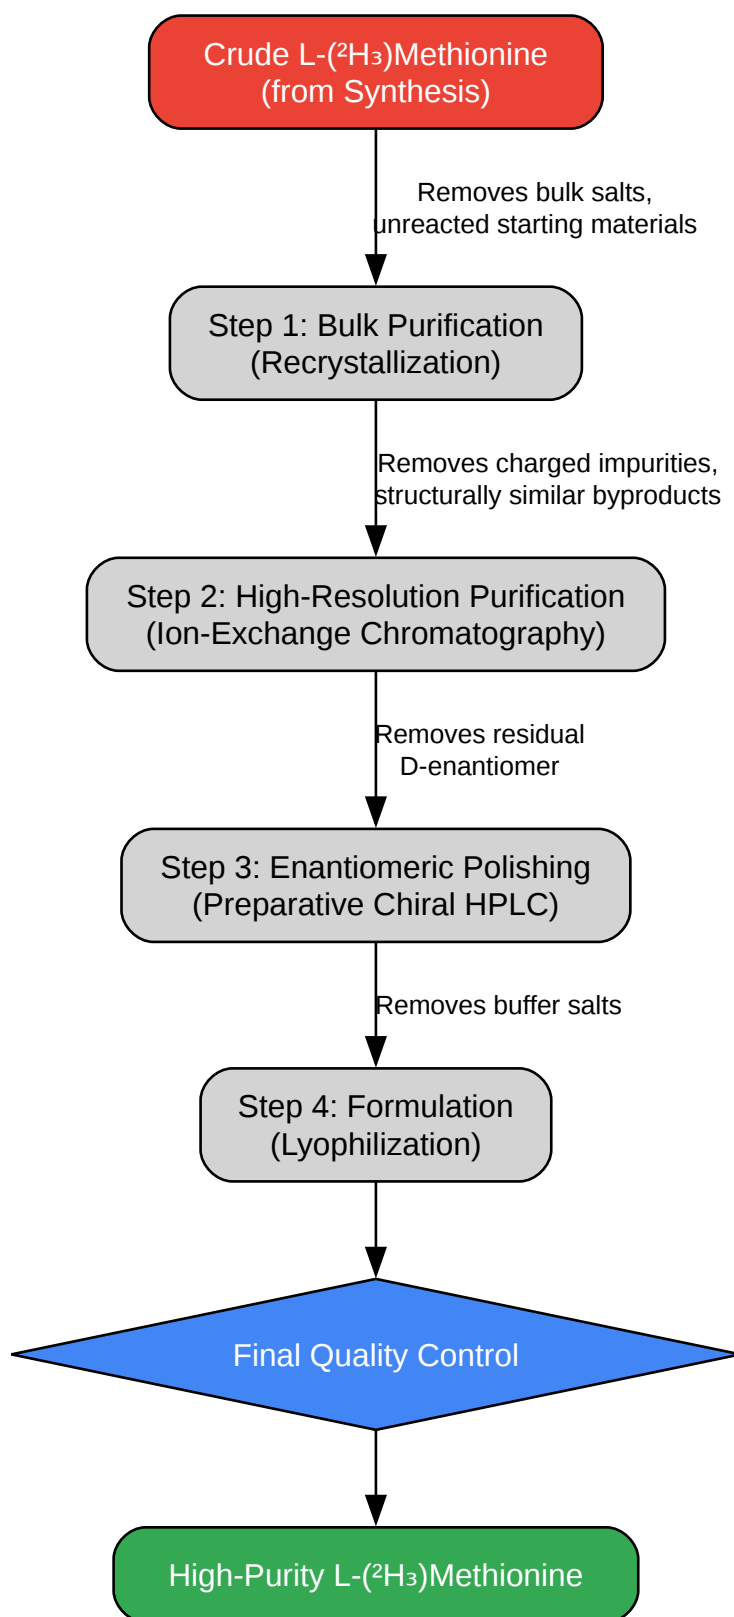 Crude L-(²H₃)Methionine
(from Synthesis)
Removes bulk salts,
unreacted starting materials
Step 1: Bulk Purification
(Recrystallization)
Removes charged impurities,
structurally similar byproducts
Step 2: High-Resolution Purification
(Ion-Exchange Chromatography)
Removes residual
D-enantiomer
Step 3: Enantiomeric Polishing
(Preparative Chiral HPLC)
Removes buffer salts
Step 4: Formulation
(Lyophilization)
Final Quality Control
High-Purity L-(²H₃)Methionine